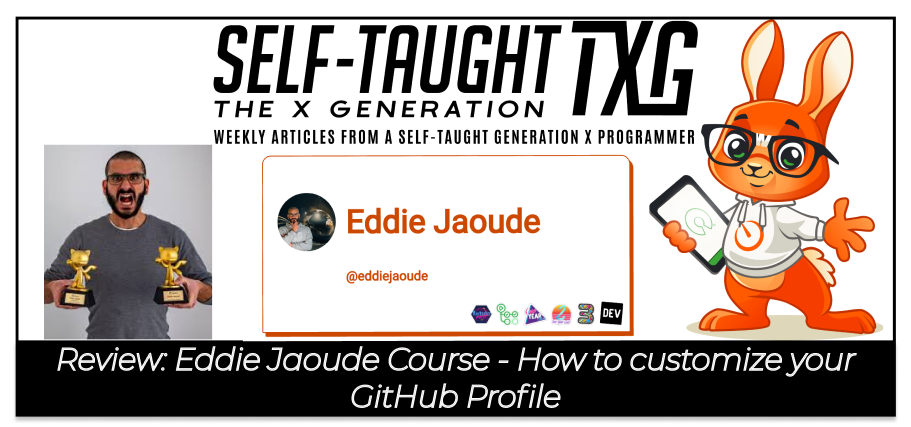 SELF-TAUGHT TXG
THE X GENERATION
WEEKLY ARTICLES FROM A SELF-TAUGHT GENERATION X PROGRAMMER
Eddie Jaoude
@eddiejaoude
YEAR
DEV
Review: Eddie Jaoude Course - How to customize your
GitHub Profile